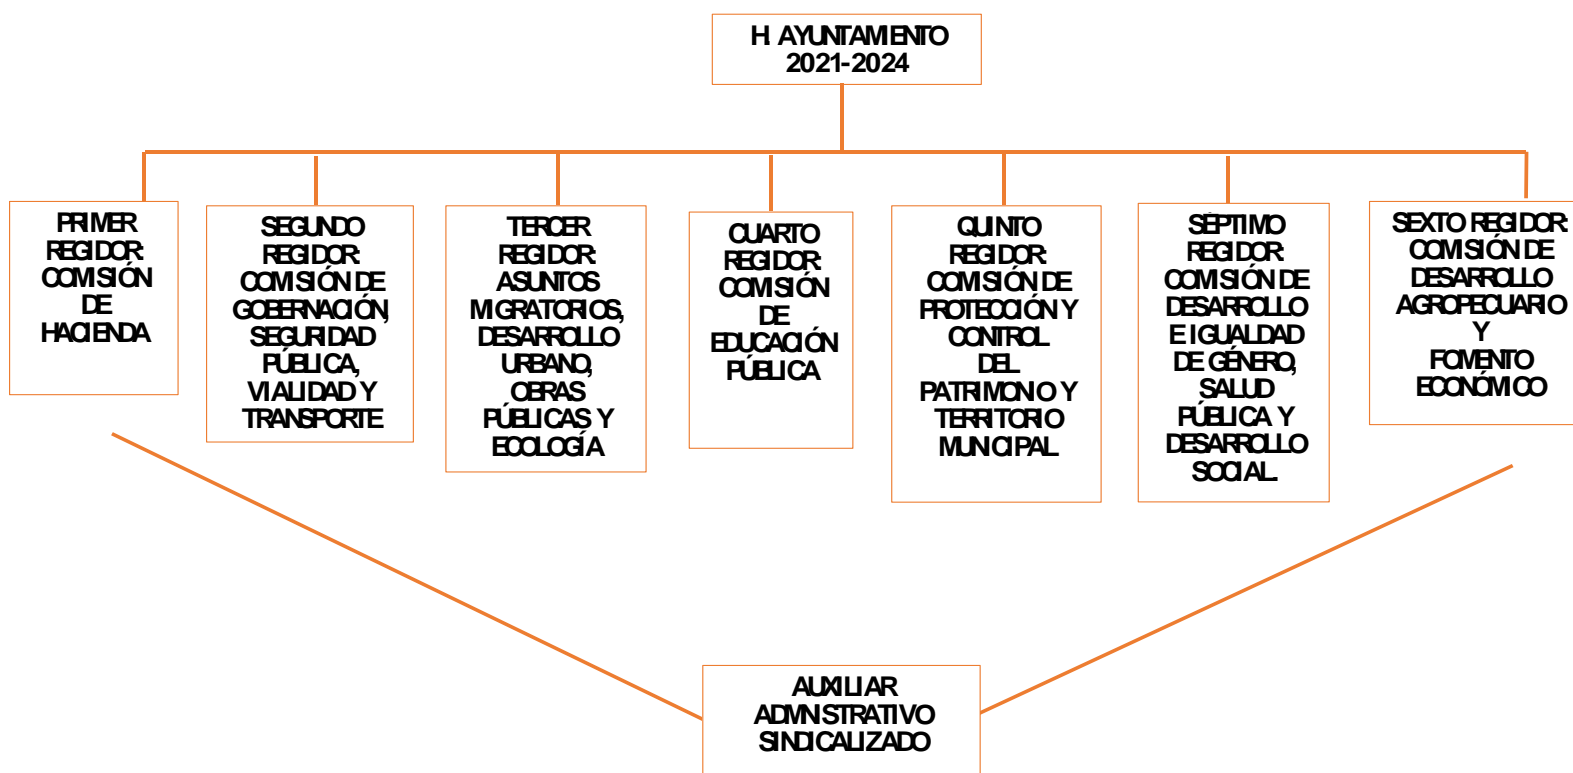 H. AYUNTAMIENTO
2021-2024
PRIMER
REGIDOR:
COMISIÓN
DE
HACIENDA
SEGUNDO
REGIDOR:
COMISIÓN DE
GOBERNACIÓN,
SEGURIDAD
PÚBLICA,
VIALIDAD Y
TRANSPORTE
TERCER
REGIDOR:
ASUNTOS
MIGRATORIOS,
DESARROLLO
URBANO,
OBRAS
PÚBLICAS Y
ECOLOGÍA
CUARTO
REGIDOR:
COMISIÓN
DE
EDUCACIÓN
PÚBLICA
QUINTO
REGIDOR:
COMISIÓN DE
PROTECCIÓN Y
CONTROL
DEL
PATRIMONIO Y
TERRITORIO
MUNICIPAL
SÉPTIMO
REGIDOR:
COMISIÓN DE
DESARROLLO
E IGUALDAD
DE GÉNERO,
SALUD
PÚBLICA Y
DESARROLLO
SOCIAL.
SEXTO REGIDOR:
COMISIÓN DE
DESARROLLO
AGROPECUARIO
Y
FOMENTO
ECONÓMICO
AUXILIAR
ADMINISTRATIVO
SINDICALIZADO